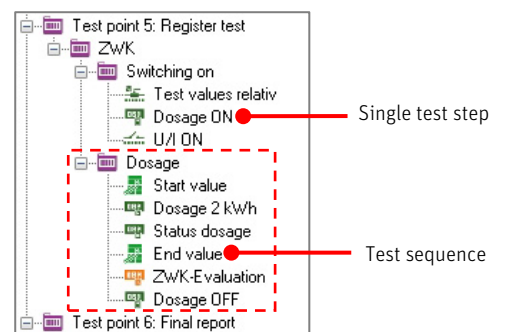 Test point 5: Register test
ZWK
Switching on
Test values relativ
Dosage ON
Single test step
U/I ON
Dosage
Start value
Dosage 2 kWh
Status dosage
End value
Test sequence
ZWK-Evaluation
Dosage OFF
Test point 6: Final report